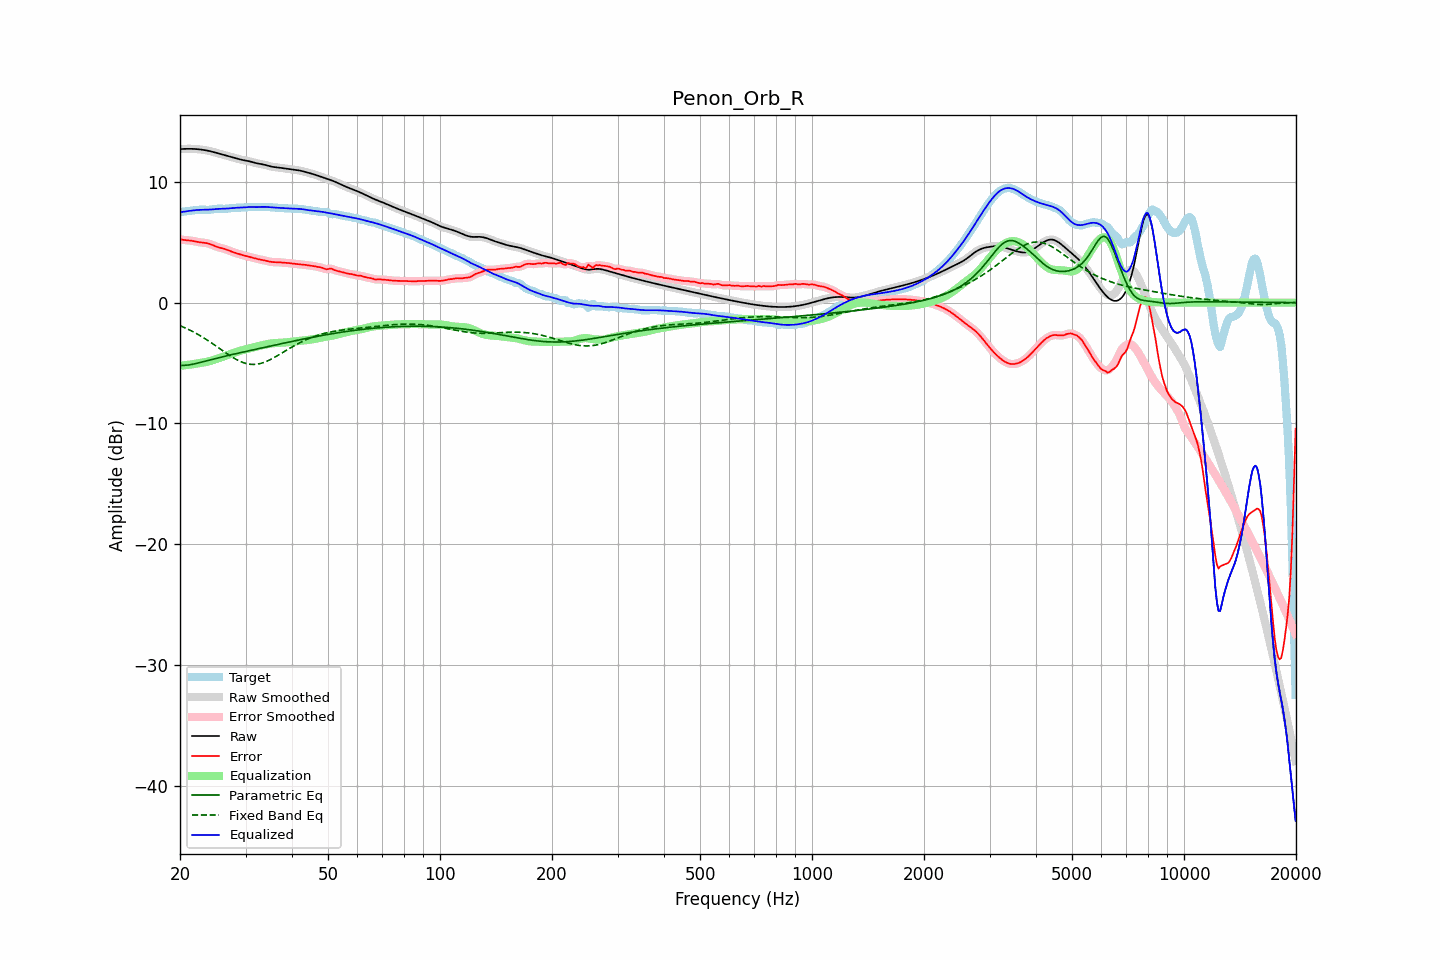 Penon_Orb_R
Amplitude (dBr)
10
0
−10
−20
−30
−40
Target
Raw Smoothed
Error Smoothed
Raw
Error
Equalization
Parametric Eq
Fixed Band Eq
Equalized
20 50 100 200 500 1000 2000 5000 10000 20000
Frequency (Hz)